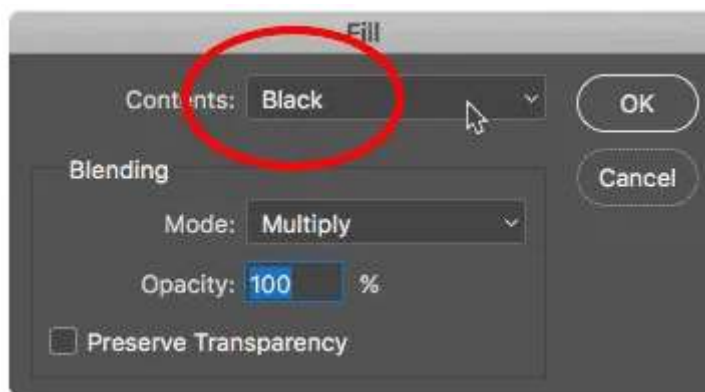 Fill
Contents: Black
OK
Blending
Cancel
Mode: Multiply
Opacity: 100 %
Preserve Transparency